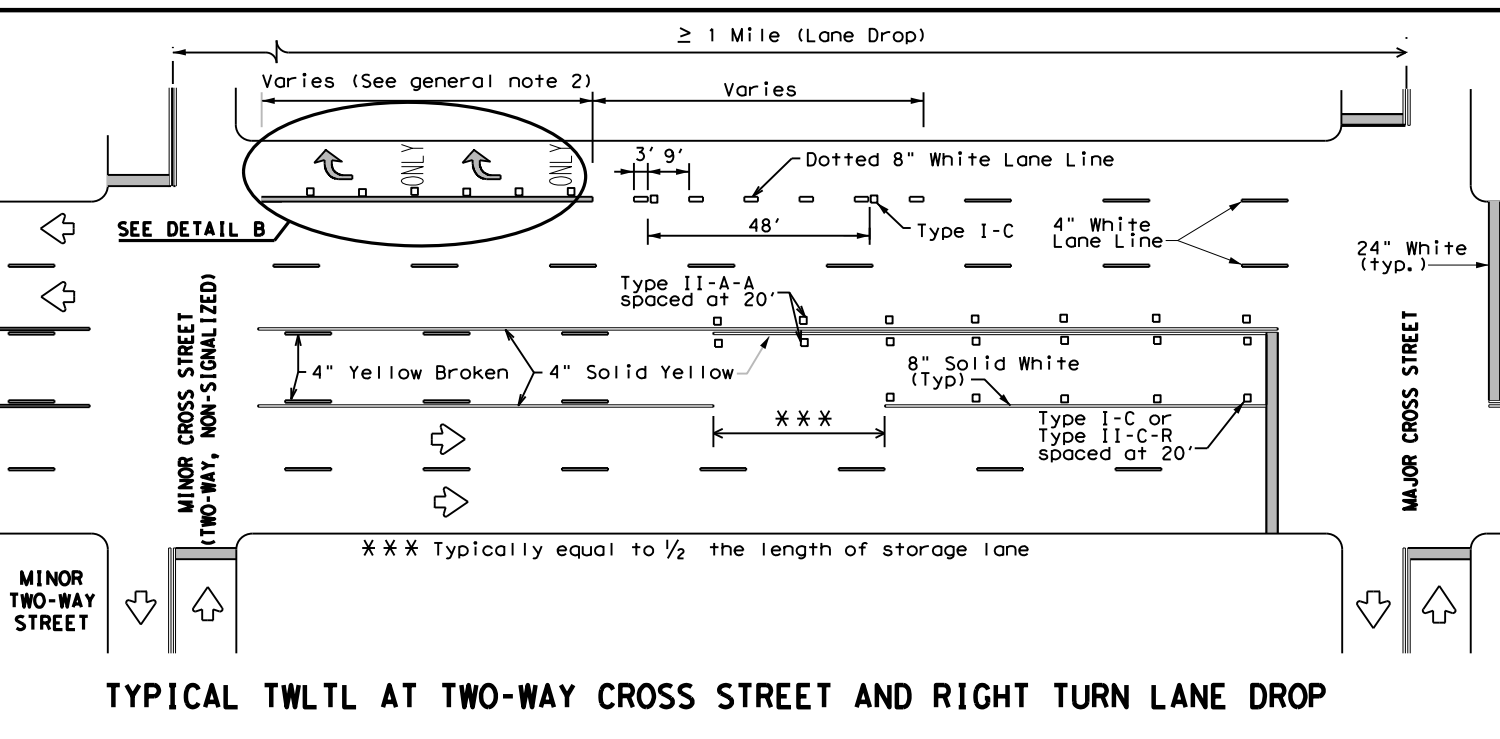 ≥ 1 Mile (Lane Drop)
Varies (See general note 2)
Varies
ONLY
ONLY
3' 9'
Dotted 8" White Lane Line
SEE DETAIL B
48'
Type I-C
4" White
Lane Line
24" White
(typ.)
Type II-A-A
spaced at 20'
MINOR CROSS STREET
(TWO-WAY, NON-SIGNALIZED)
4" Yellow Broken
4" Solid Yellow
8" Solid White
(Typ)
***
Type I-C or
Type II-C-R
spaced at 20'
MAJOR CROSS STREET
*** Typically equal to ½ the length of storage lane
MINOR
TWO-WAY
STREET
TYPICAL TWLTL AT TWO-WAY CROSS STREET AND RIGHT TURN LANE DROP